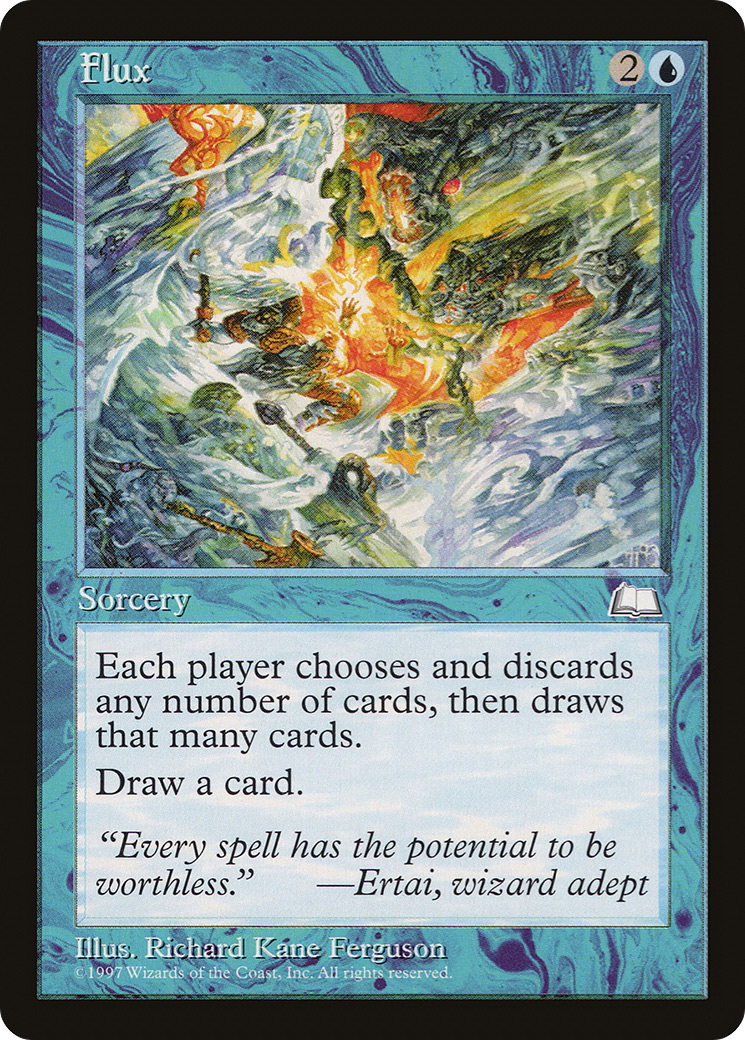 Flux 2
Sorcery
Each player chooses and discards
any number of cards, then draws
that many cards.
Draw a card.
“Every spell has the potential to be
worthless.” —Ertai, wizard adept
Illus. Richard Kane Ferguson
©1997 Wizards of the Coast, Inc. All rights reserved.